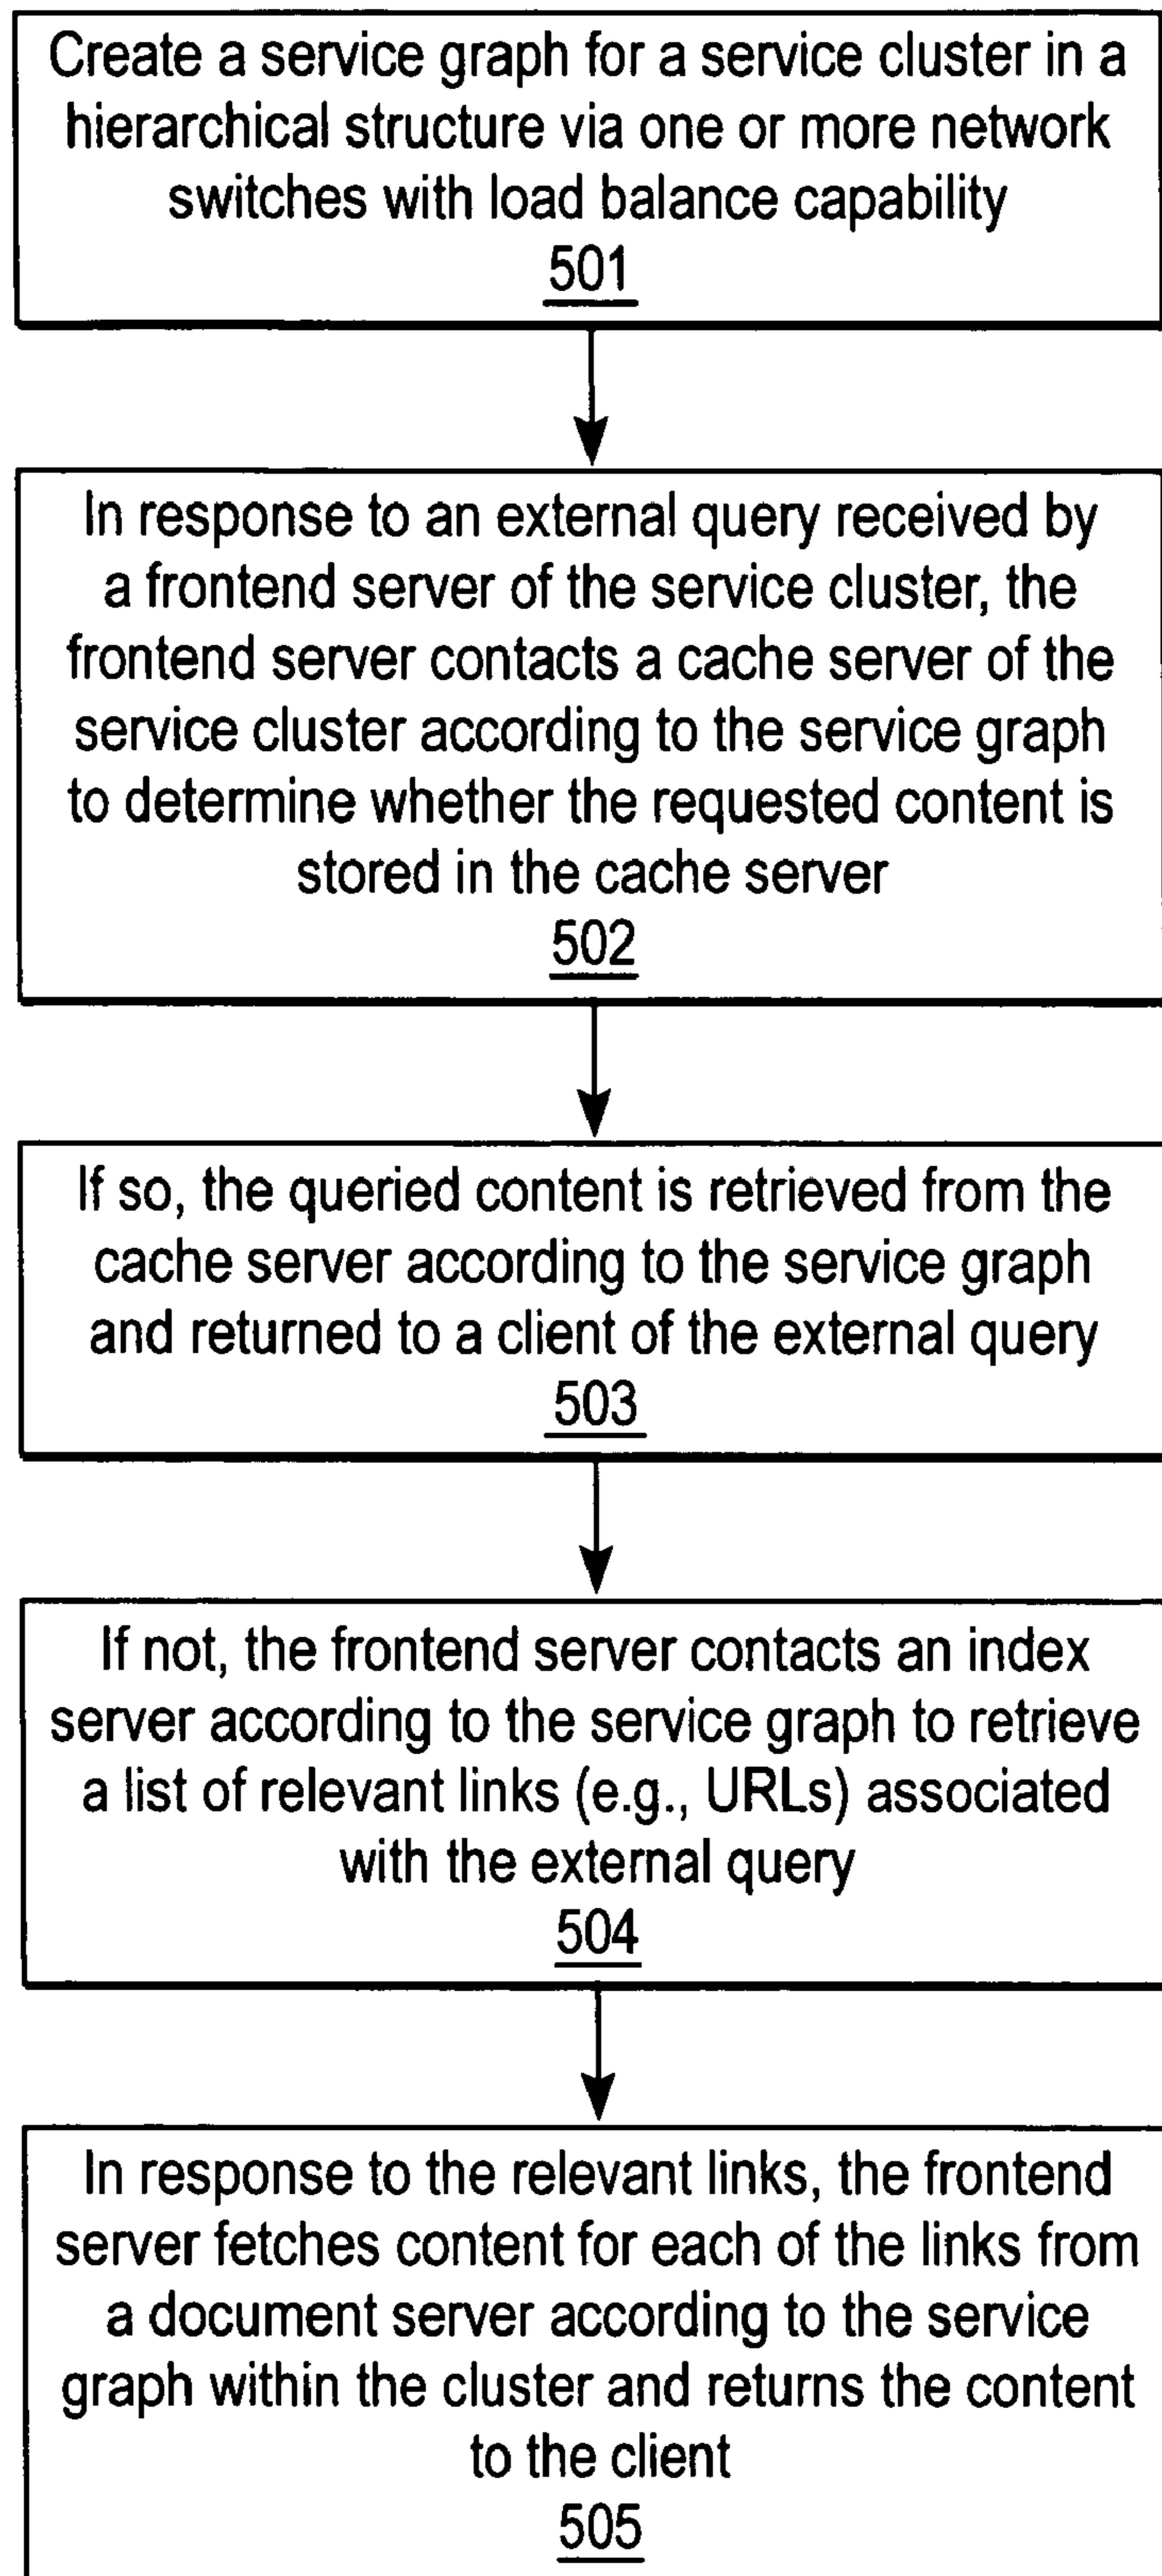 Create a service graph for a service cluster in a
hierarchical structure via one or more network
switches with load balance capability
501
In response to an external query received by
a frontend server of the service cluster, the
frontend server contacts a cache server of the
service cluster according to the service graph
to determine whether the requested content is
stored in the cache server
502
If so, the queried content is retrieved from the
cache server according to the service graph
and returned to a client of the external query
503
If not, the frontend server contacts an index
server according to the service graph to retrieve
a list of relevant links (e.g., URLs) associated
with the external query
504
In response to the relevant links, the frontend
server fetches content for each of the links from
a document server according to the service
graph within the cluster and returns the content
to the client
505